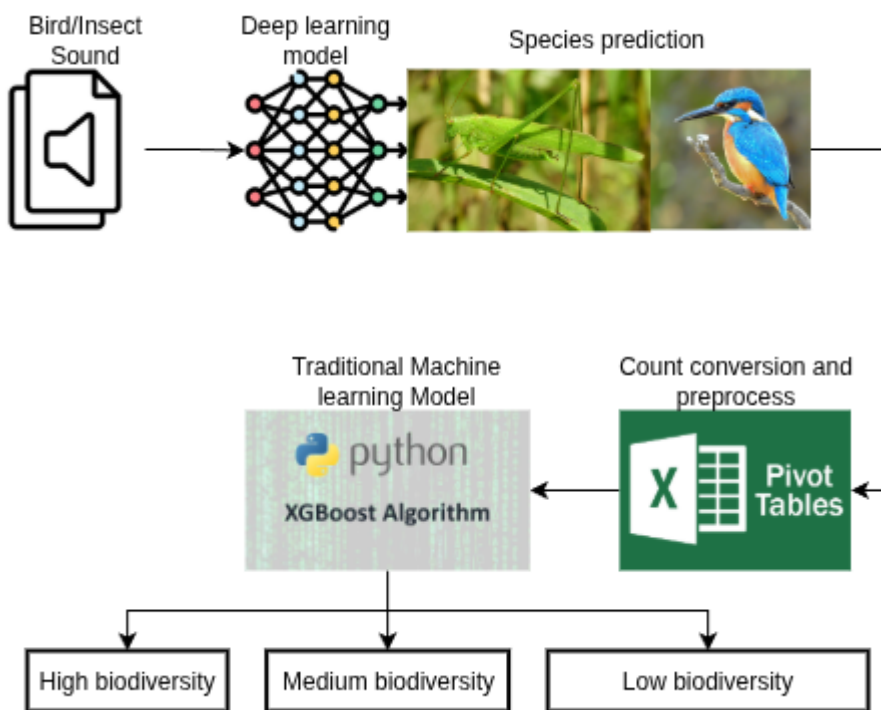 Bird/Insect
Sound
Deep learning
model
Species prediction
Traditional Machine
learning Model
python
XGBoost Algorithm
Count conversion and
preprocess
X
Pivot
Tables
High biodiversity
Medium biodiversity
Low biodiversity